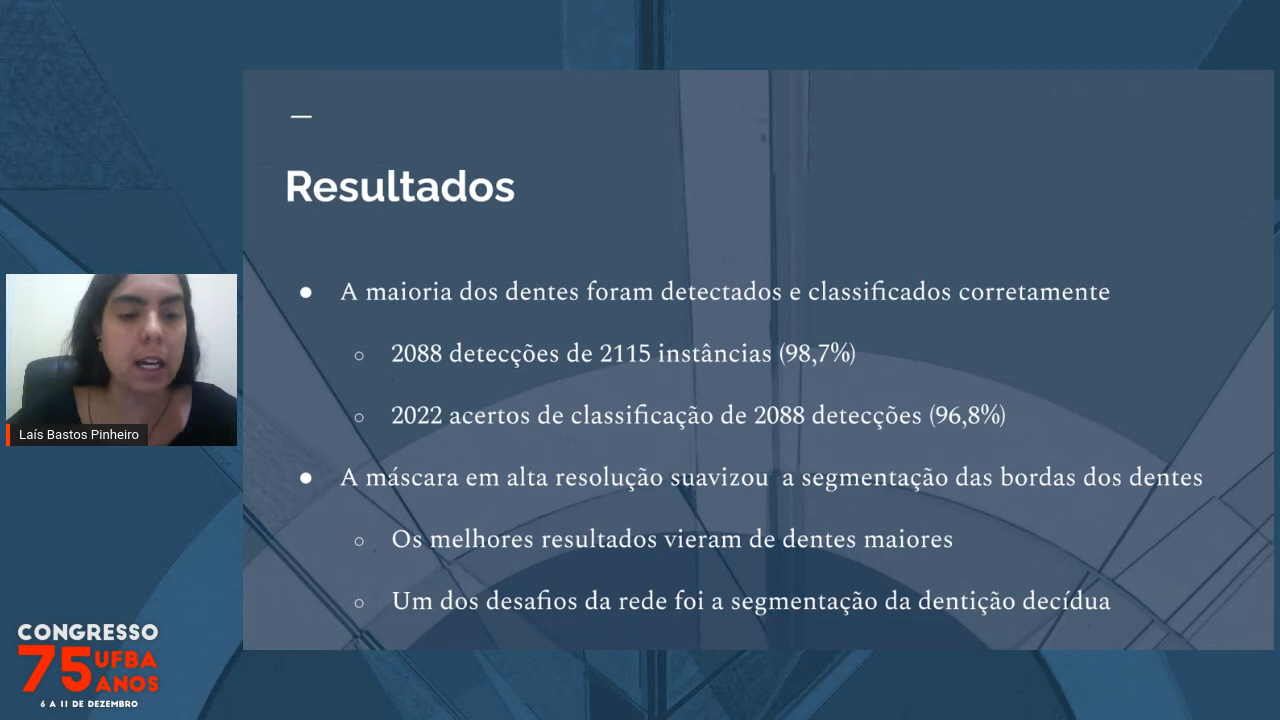 Resultados
● A maioria dos dentes foram detectados e classificados corretamente
○ 2088 detecções de 2115 instâncias (98,7%)
○ 2022 acertos de classificação de 2088 detecções (96,8%)
● A máscara em alta resolução suavizou a segmentação das bordas dos dentes
○ Os melhores resultados vieram de dentes maiores
○ Um dos desafios da rede foi a segmentação da dentição decídua
Laís Bastos Pinheiro
CONGRESSO
75 UFBA
ANOS
6 A 11 DE DEZEMBRO